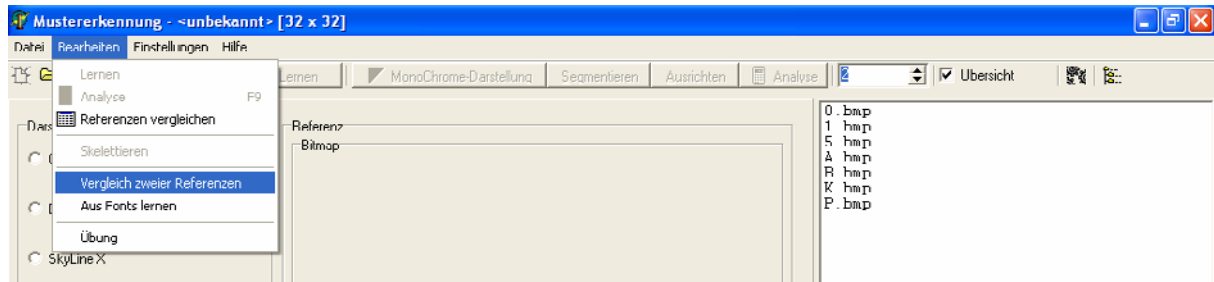 Mustererkennung - <unbekannt> [32 x 32]
Datei Bearbeiten Einstellungen Hilfe
Lernen MonoChrome-Darstellung Segmentieren Ausrichten Analyse 2 Übersicht
Lernen
Analyse F9
Referenzen vergleichen
Skelettieren
Vergleich zweier Referenzen
Aus Fonts lernen
Übung
SkyLine X
Referenz
Bitmap
0.bmp
1.bmp
5.bmp
A.bmp
B.bmp
K.bmp
P.bmp